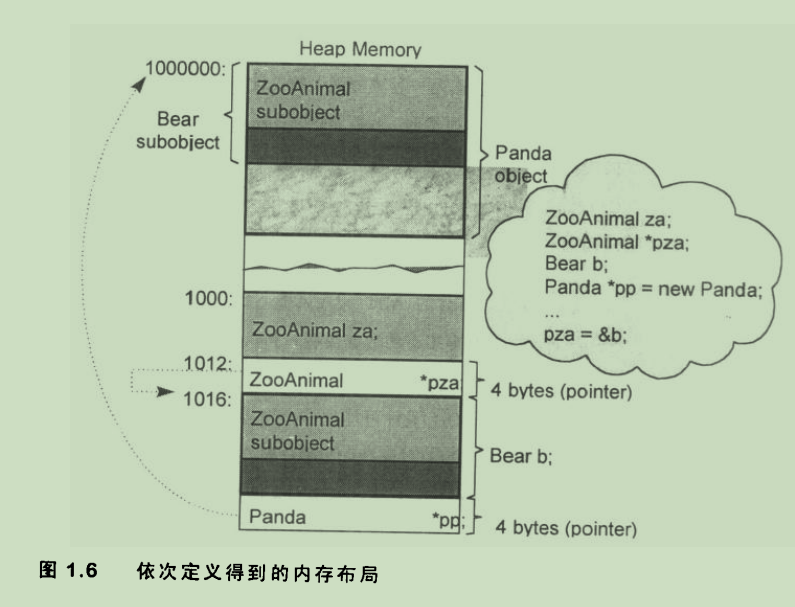 Heap Memory
1000000:
ZooAnimal
subobject
Bear
subobject
Panda
object
ZooAnimal za;
ZooAnimal *pza;
Bear b;
Panda *pp = new Panda;
...
pza = &b;
1000:
ZooAnimal za;
1012:
ZooAnimal *pza
4 bytes (pointer)
1016:
ZooAnimal
subobject
Bear b;
Panda *pp;
4 bytes (pointer)
图 1.6 依次定义得到的内存布局